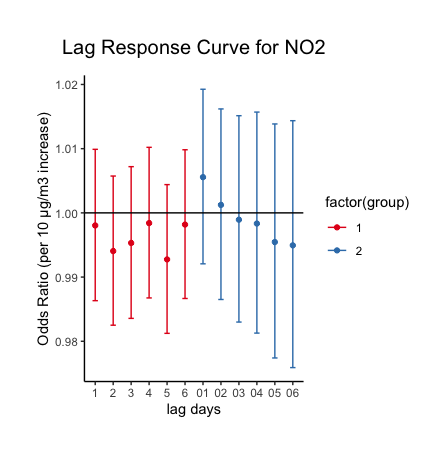 Lag Response Curve for NO2
Odds Ratio (per 10 µg/m3 increase)
1.02
1.01
1.00
0.99
0.98
1 2 3 4 5 6 01 02 03 04 05 06
lag days
factor(group)
1
2